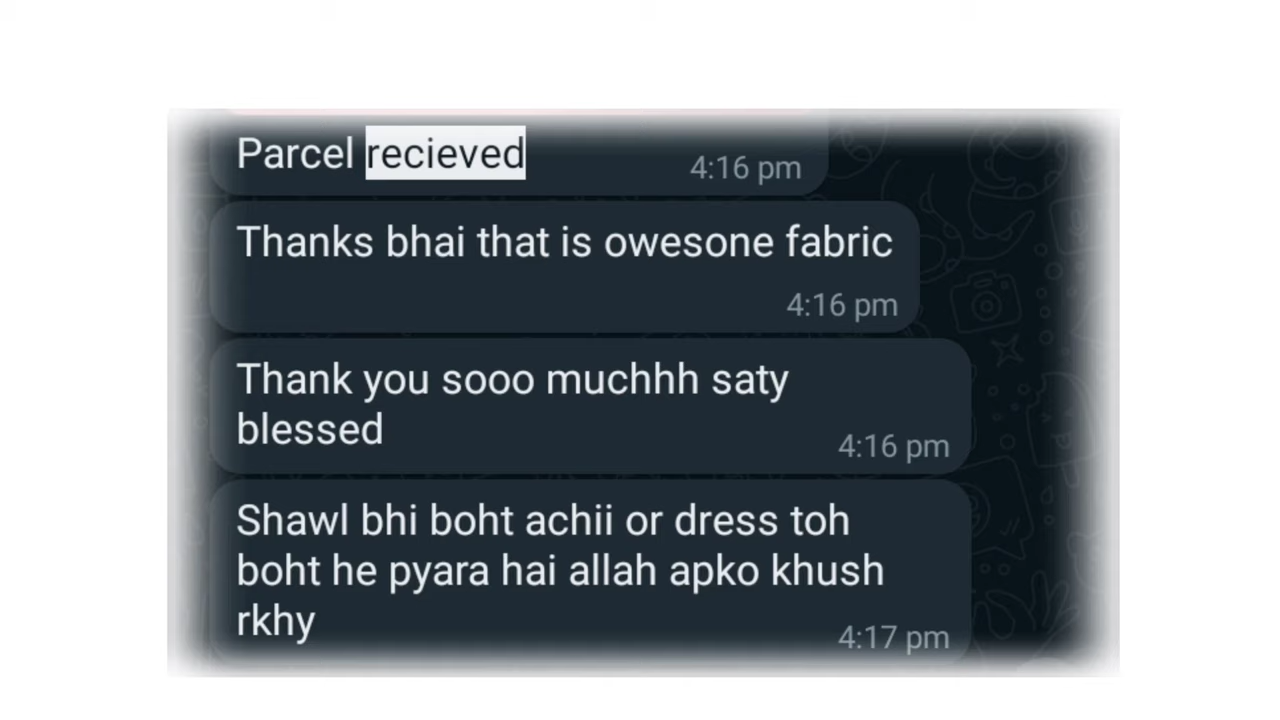 Parcel recieved
4:16 pm
Thanks bhai that is owesone fabric
4:16 pm
Thank you sooo muchhh saty
blessed
4:16 pm
Shawl bhi boht achii or dress toh
boht he pyara hai allah apko khush
rkhy
4:17 pm